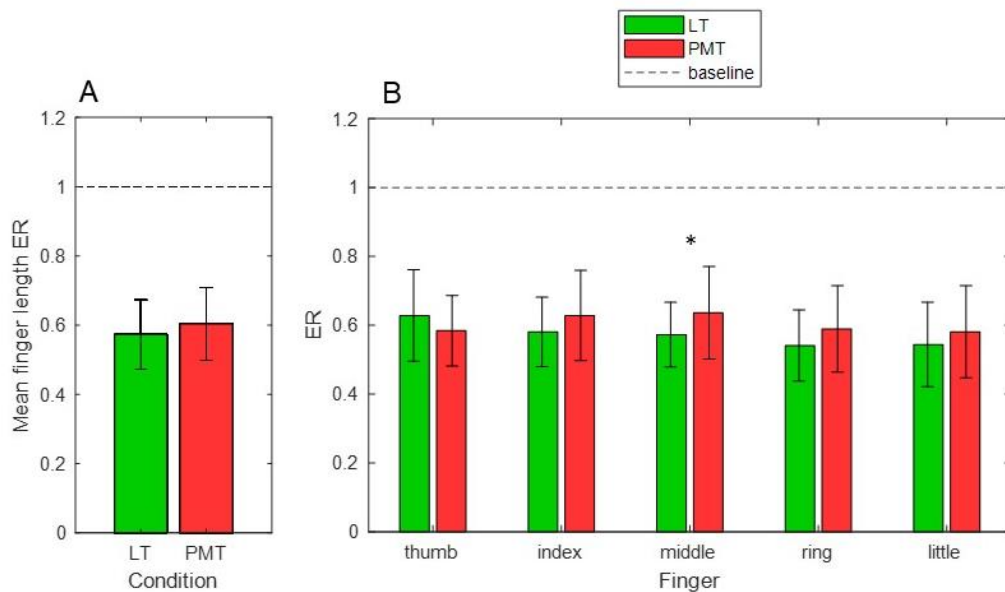 LT
PMT
baseline
A
B
1.2
1
0.8
0.6
0.4
0.2
0
Mean finger length ER
LT PMT
Condition
1.2
1
0.8
0.6
0.4
0.2
0
ER
*
thumb index middle ring little
Finger